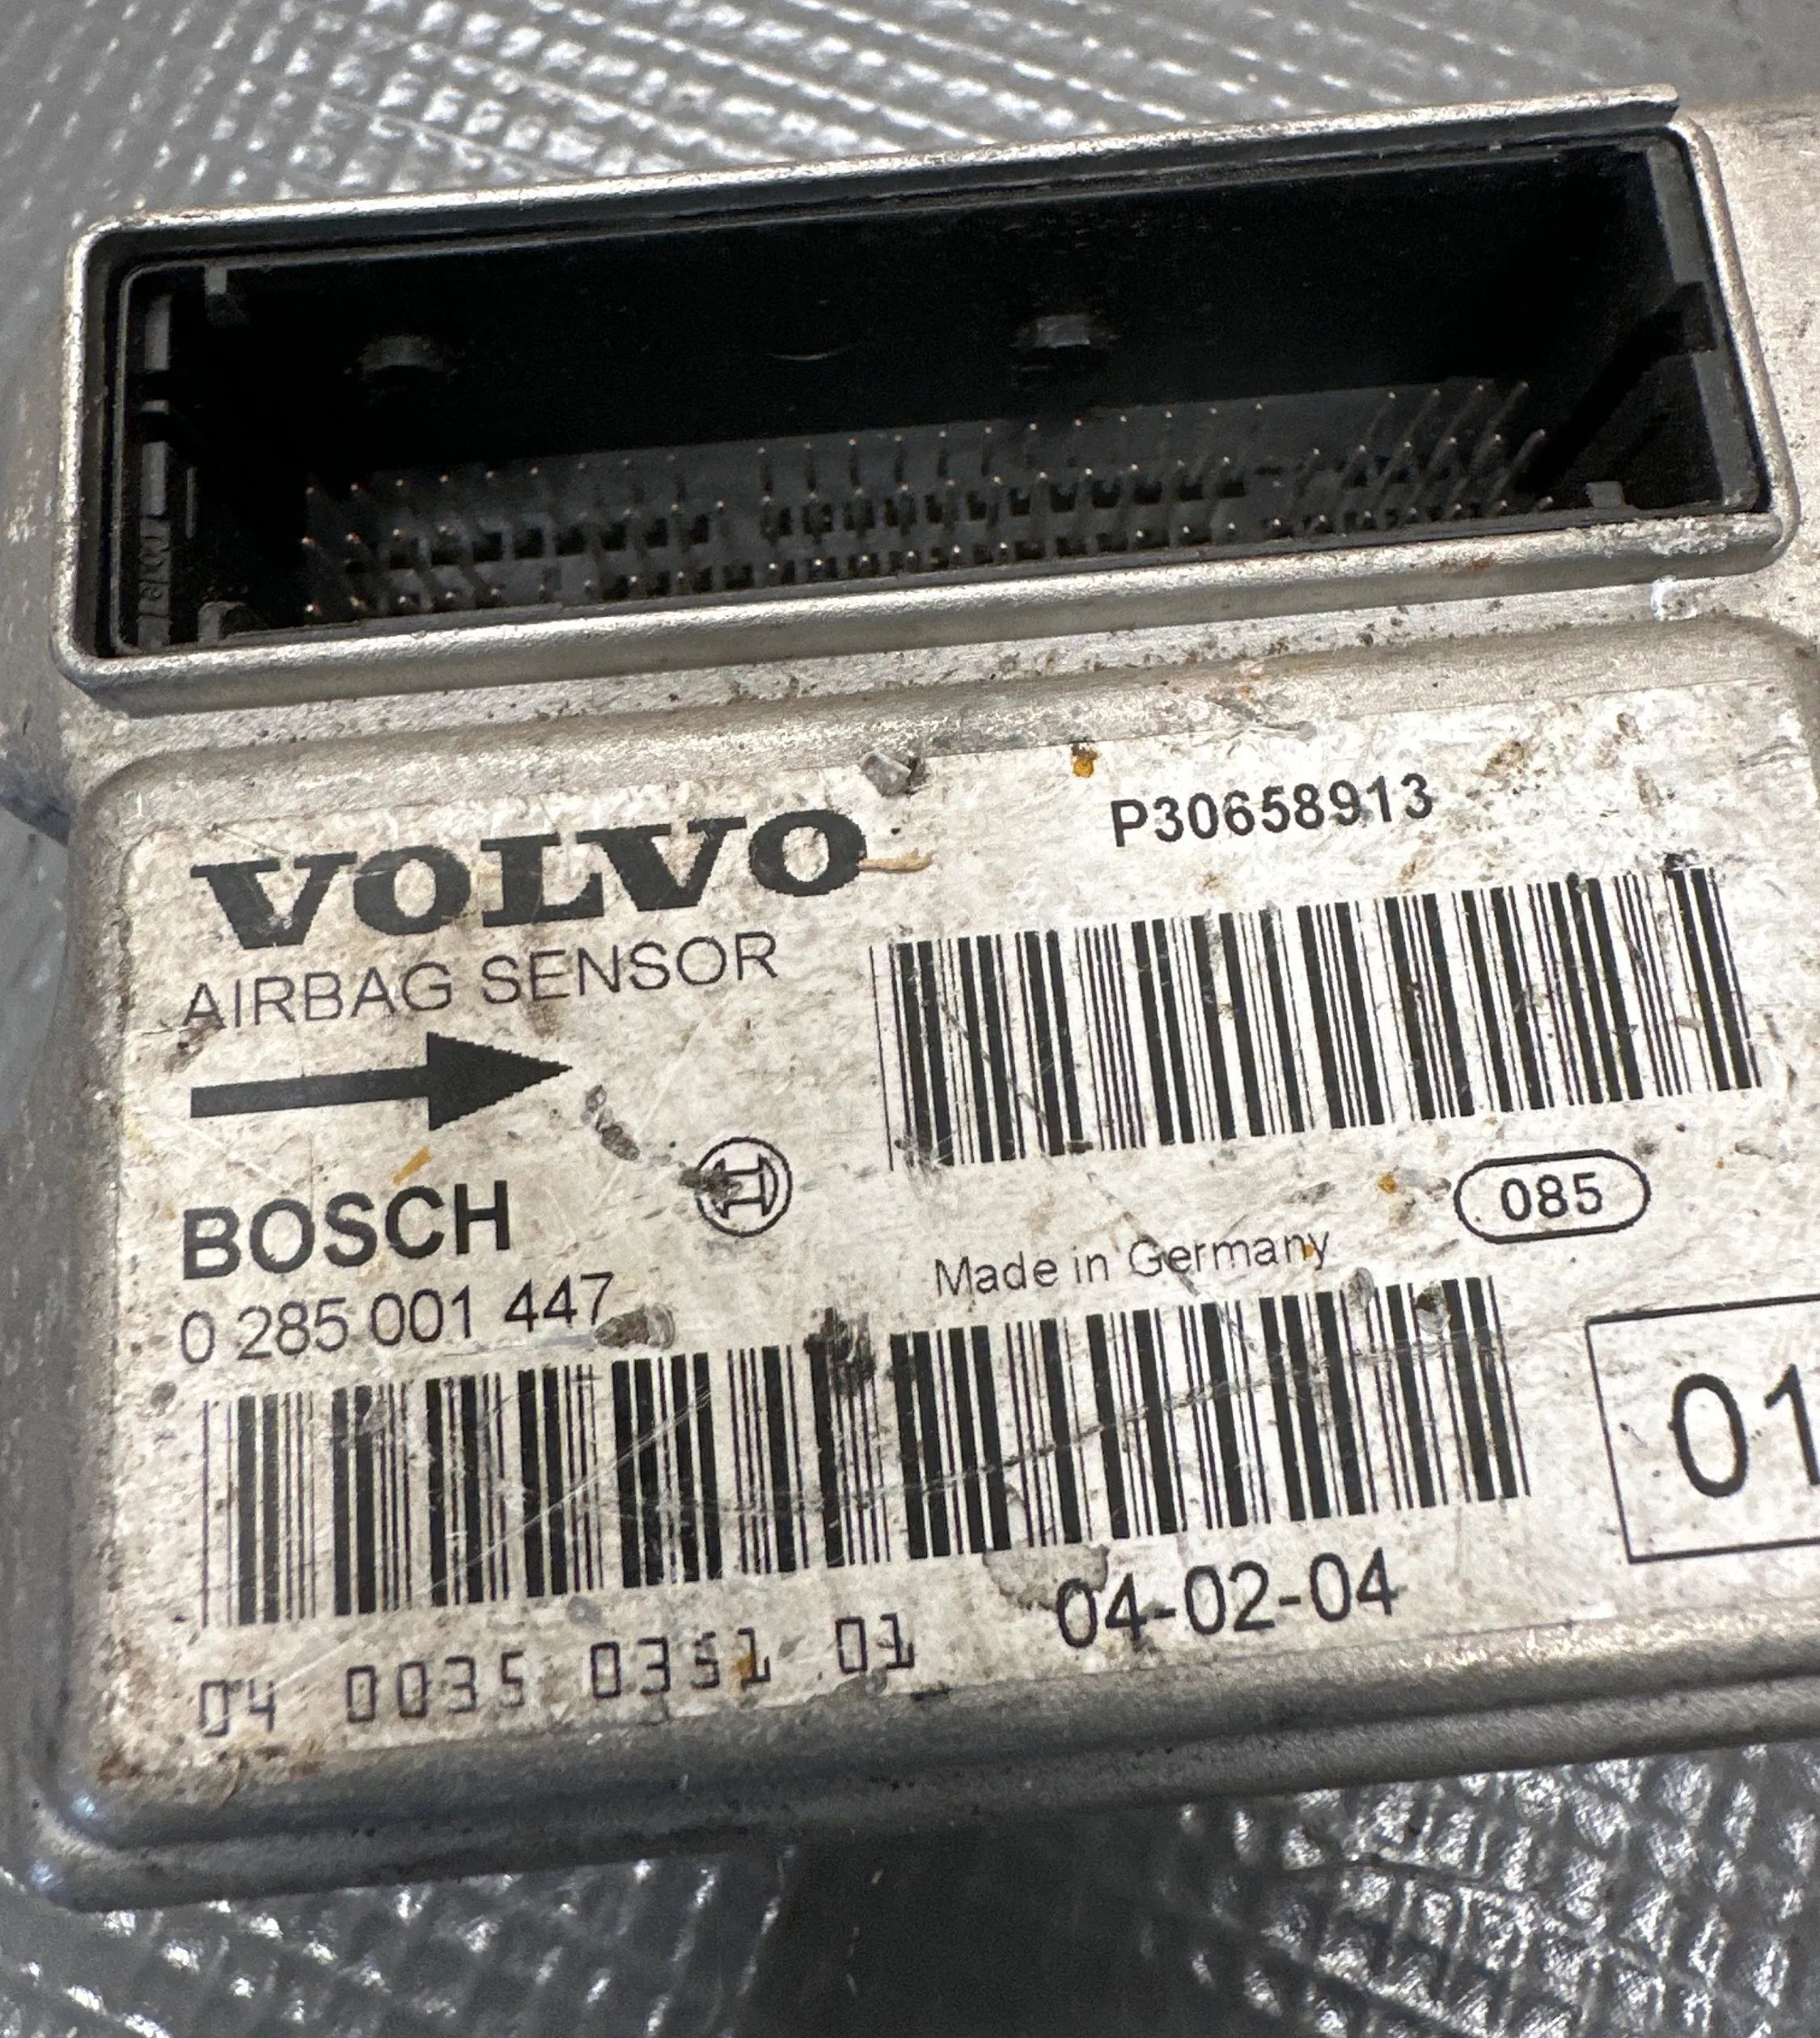 VOLVO
P30658913
AIRBAG SENSOR
085
BOSCH
Made in Germany
0 285 001 447
01
04-02-04
04 0035 0351 01